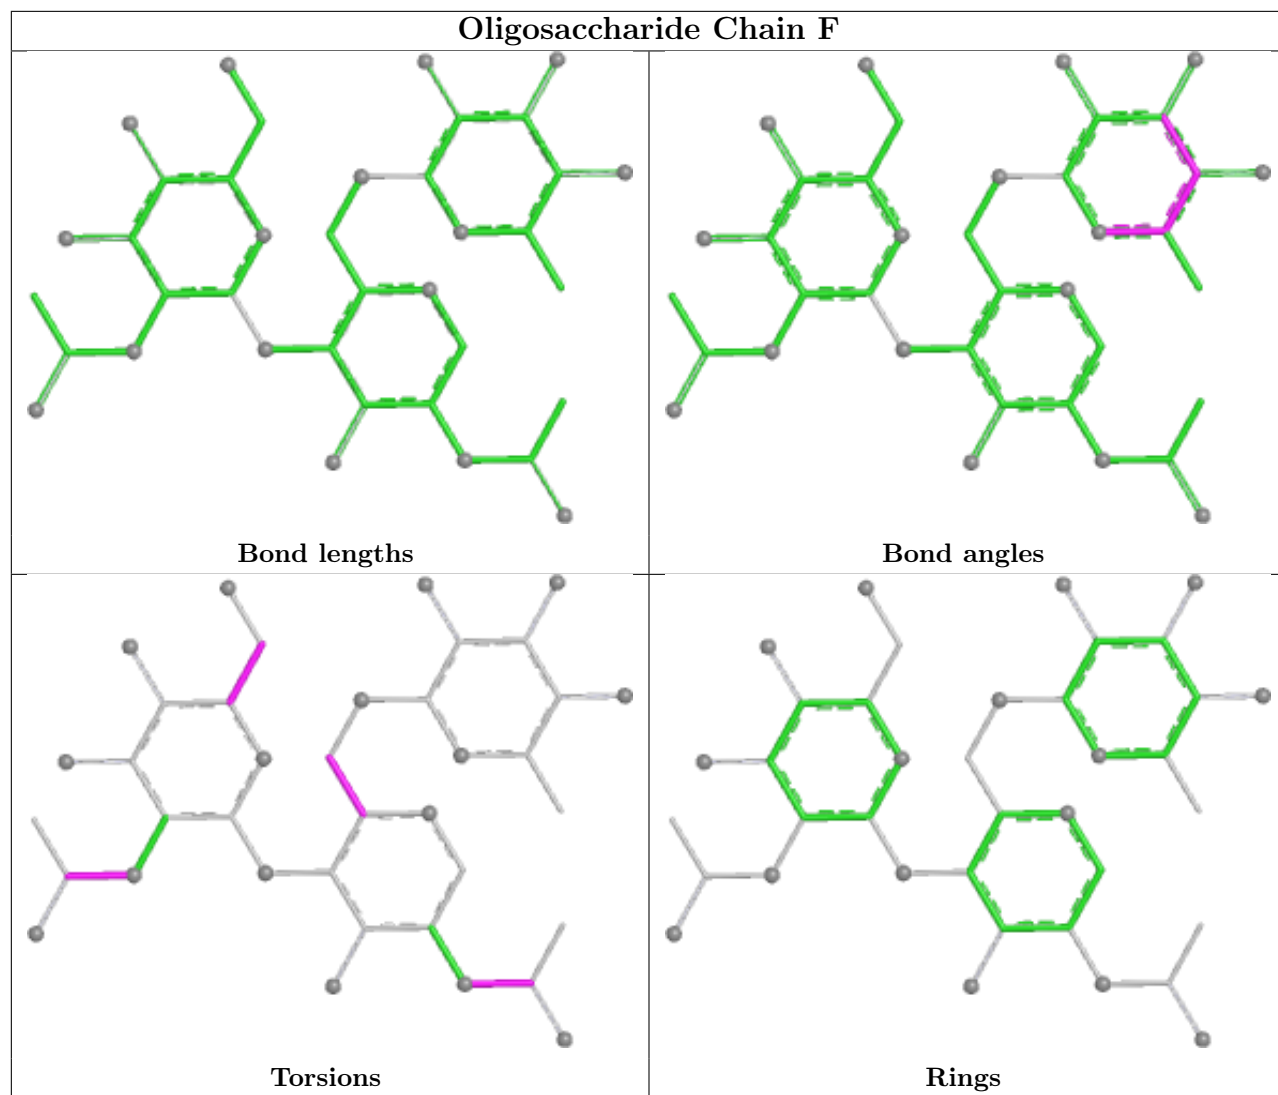 Oligosaccharide Chain F
Bond lengths
Bond angles
Torsions
Rings